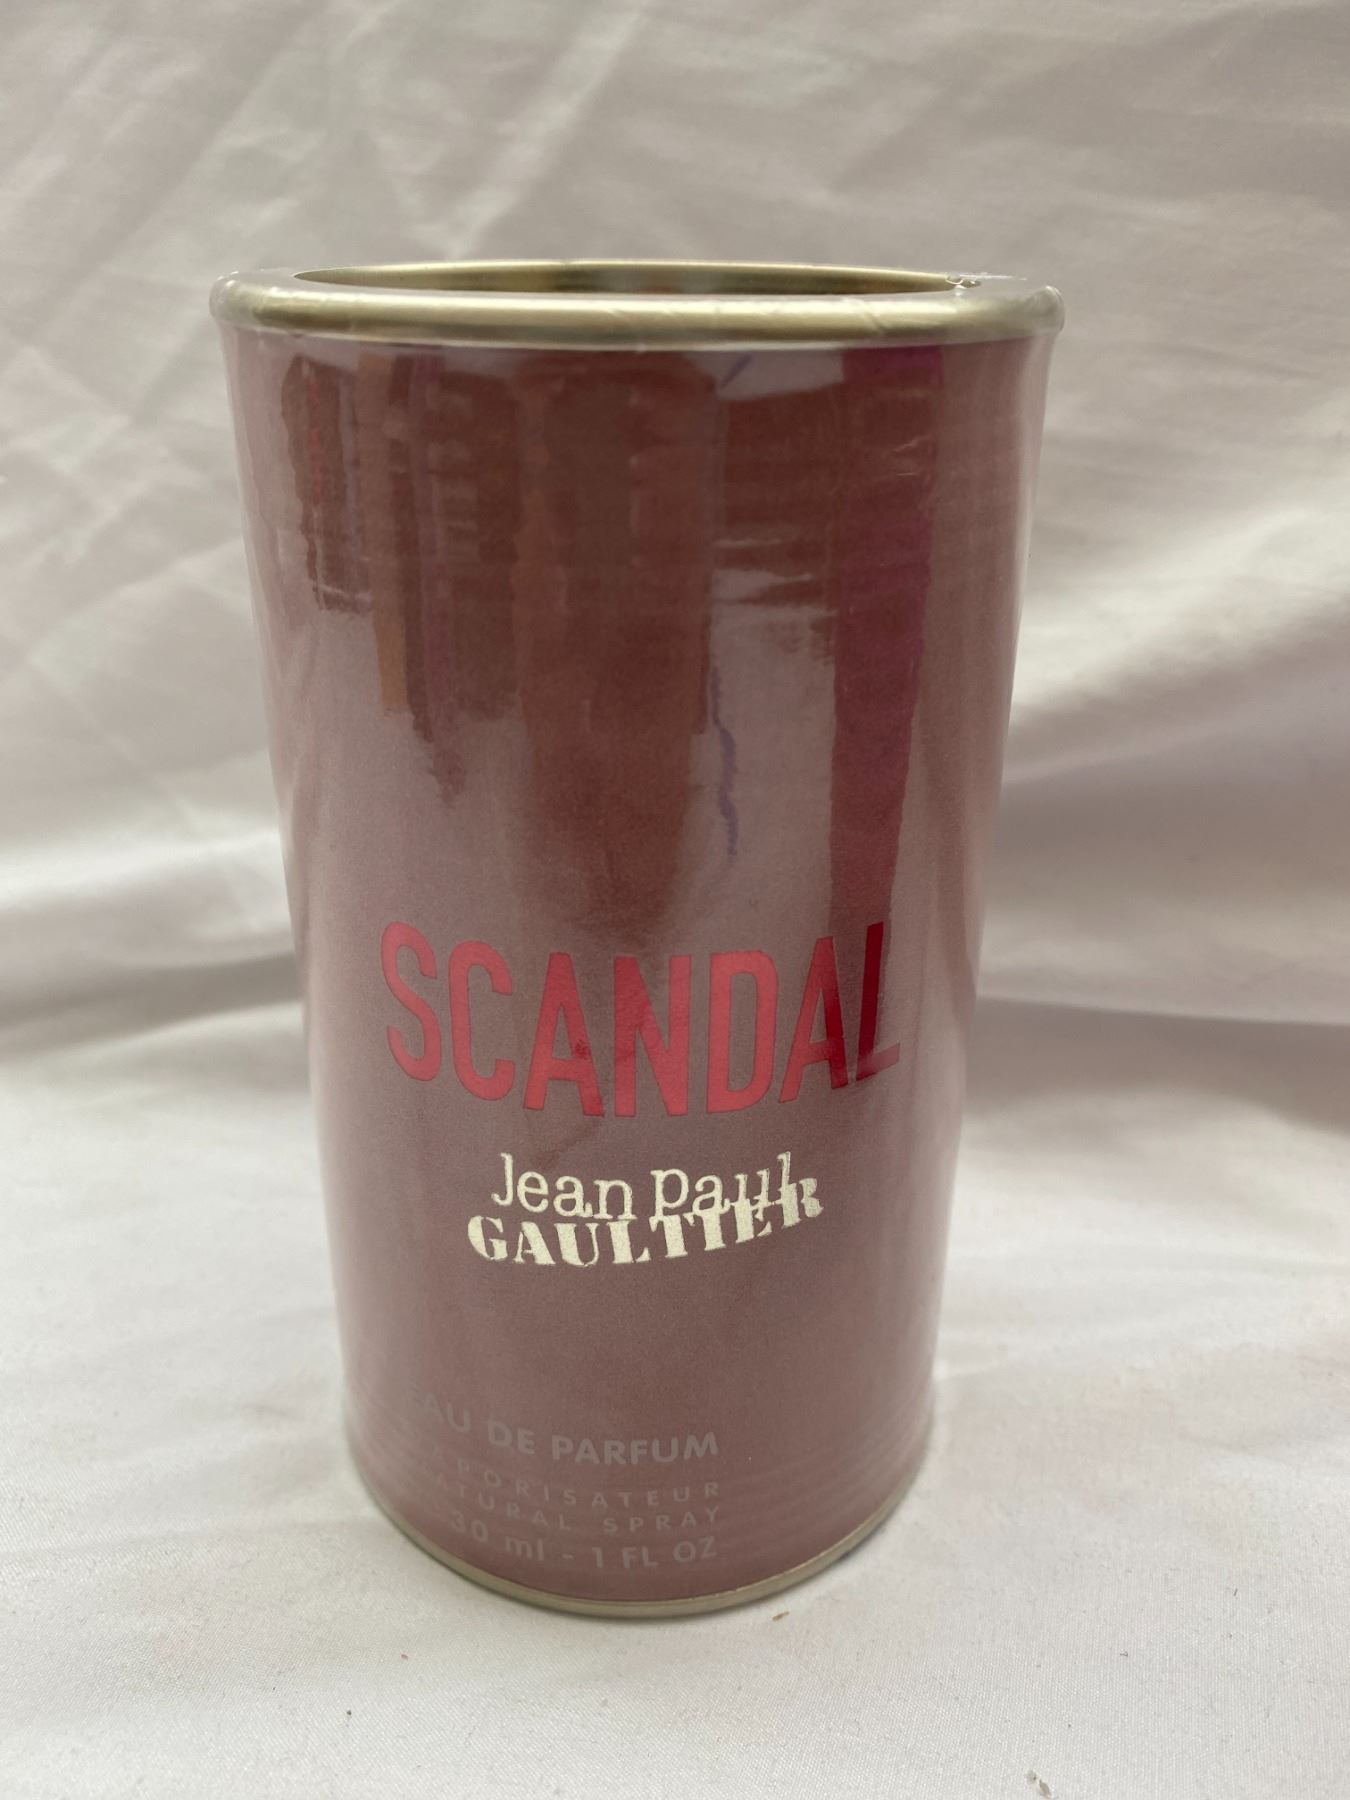 SCANDAL
Jean Paul
GAULTIER
EAU DE PARFUM
VAPORISATEUR
NATURAL SPRAY
30 ml - 1 FL OZ